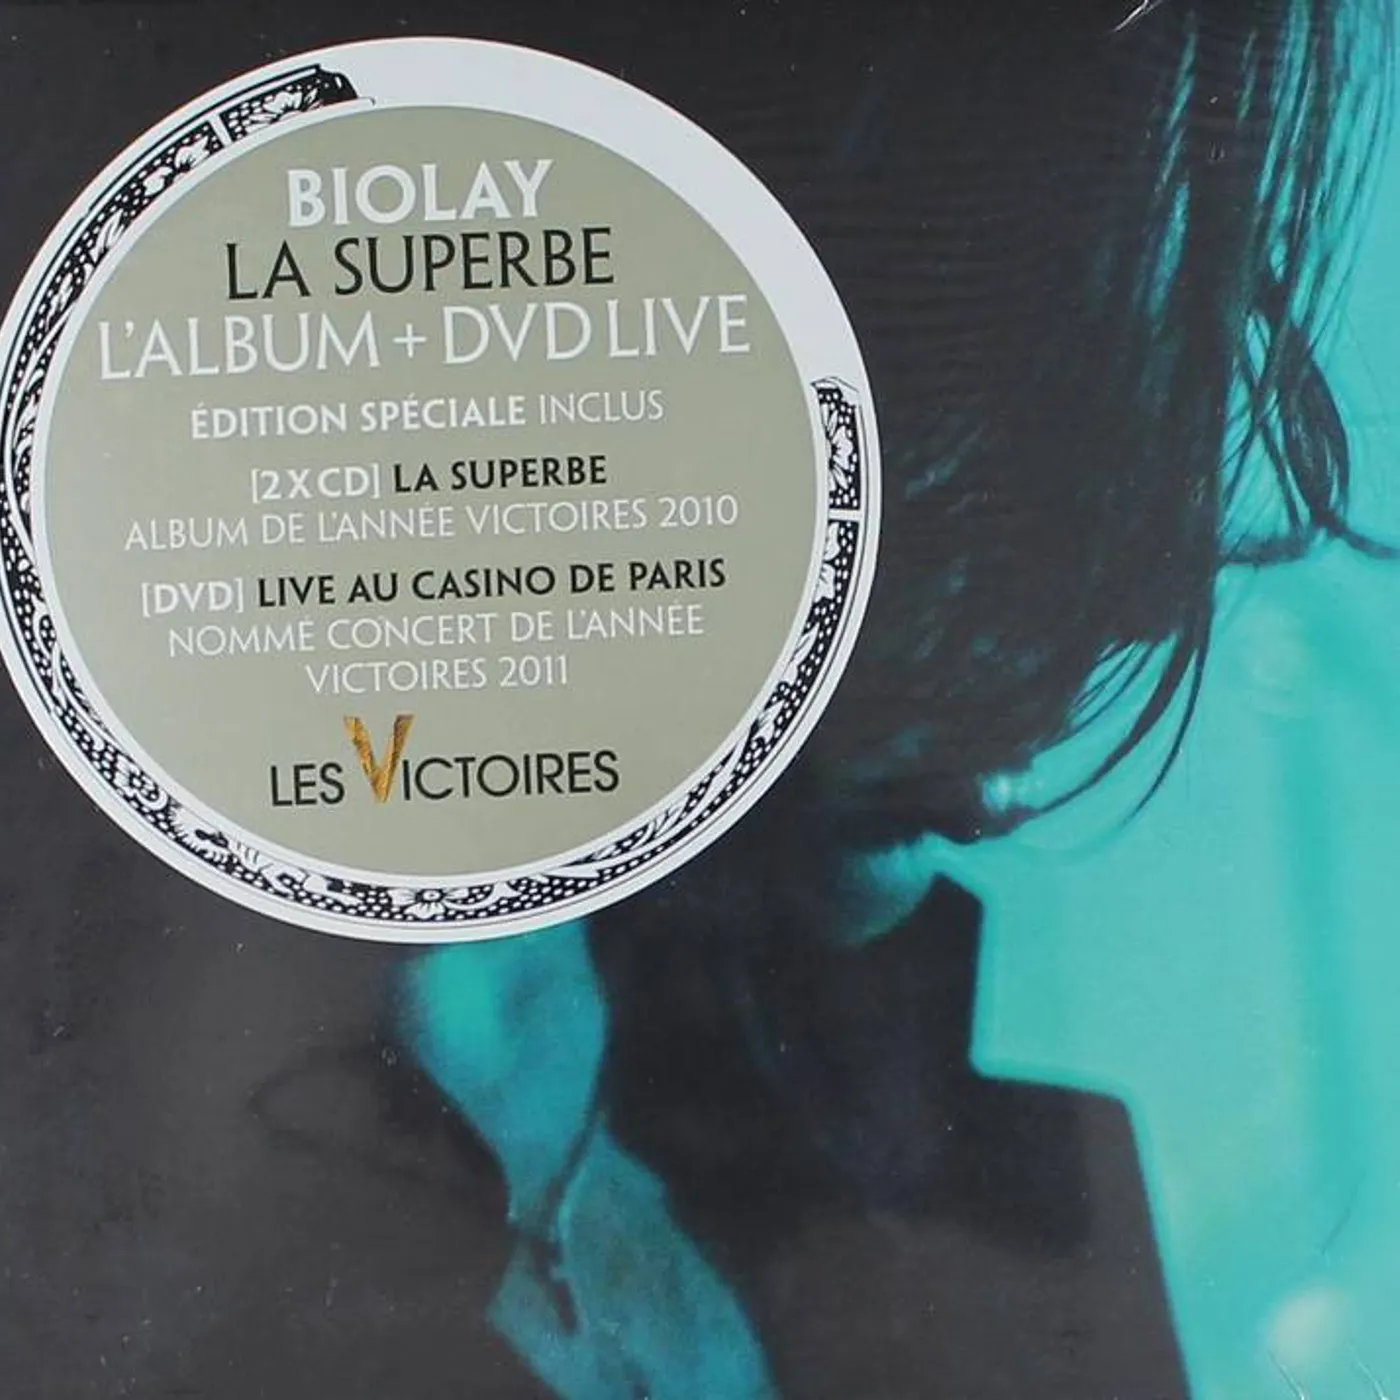 BIOLAY
LA SUPERBE
L'ALBUM + DVD LIVE
ÉDITION SPÉCIALE INCLUS
[2 X CD] LA SUPERBE
ALBUM DE L'ANNÉE VICTOIRES 2010
[DVD] LIVE AU CASINO DE PARIS
NOMMÉ CONCERT DE L'ANNÉE
VICTOIRES 2011
LES VICTOIRES